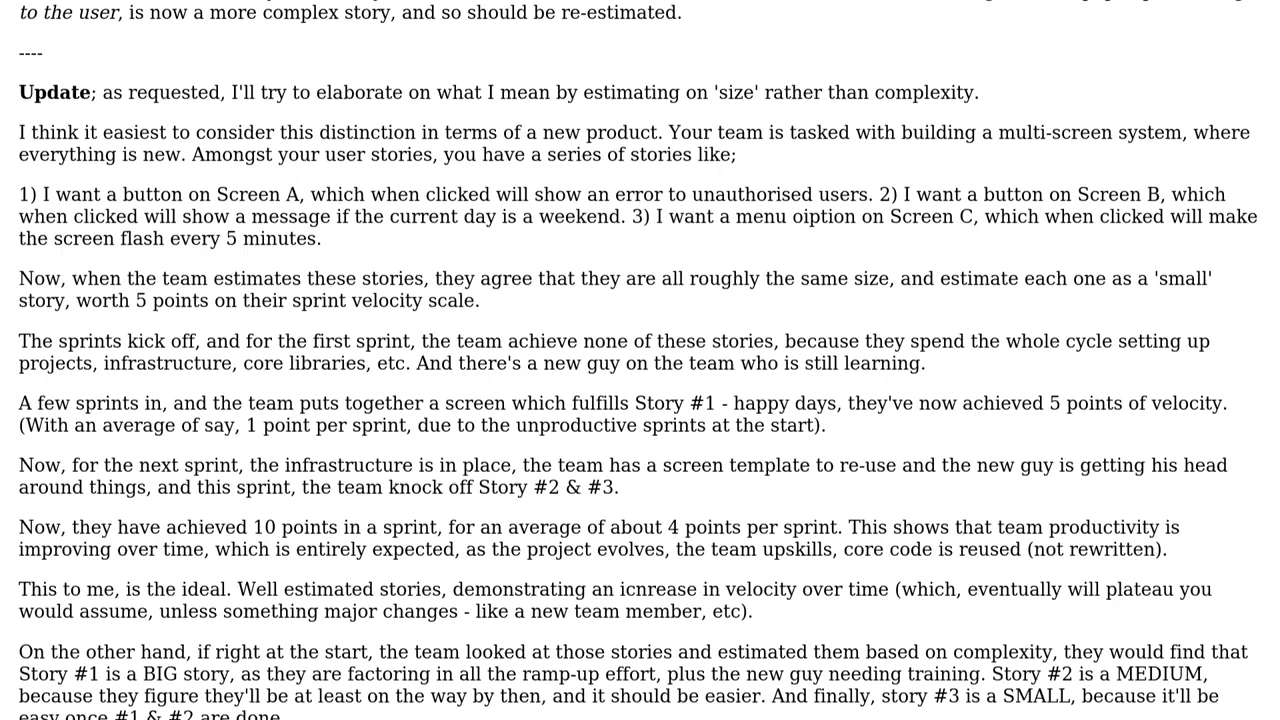 to the user, is now a more complex story, and so should be re-estimated.
----
Update; as requested, I'll try to elaborate on what I mean by estimating on 'size' rather than complexity.
I think it easiest to consider this distinction in terms of a new product. Your team is tasked with building a multi-screen system, where
everything is new. Amongst your user stories, you have a series of stories like;
1) I want a button on Screen A, which when clicked will show an error to unauthorised users. 2) I want a button on Screen B, which
when clicked will show a message if the current day is a weekend. 3) I want a menu oiption on Screen C, which when clicked will make
the screen flash every 5 minutes.
Now, when the team estimates these stories, they agree that they are all roughly the same size, and estimate each one as a 'small'
story, worth 5 points on their sprint velocity scale.
The sprints kick off, and for the first sprint, the team achieve none of these stories, because they spend the whole cycle setting up
projects, infrastructure, core libraries, etc. And there's a new guy on the team who is still learning.
A few sprints in, and the team puts together a screen which fulfills Story #1 - happy days, they've now achieved 5 points of velocity.
(With an average of say, 1 point per sprint, due to the unproductive sprints at the start).
Now, for the next sprint, the infrastructure is in place, the team has a screen template to re-use and the new guy is getting his head
around things, and this sprint, the team knock off Story #2 & #3.
Now, they have achieved 10 points in a sprint, for an average of about 4 points per sprint. This shows that team productivity is
improving over time, which is entirely expected, as the project evolves, the team upskills, core code is reused (not rewritten).
This to me, is the ideal. Well estimated stories, demonstrating an icnrease in velocity over time (which, eventually will plateau you
would assume, unless something major changes - like a new team member, etc).
On the other hand, if right at the start, the team looked at those stories and estimated them based on complexity, they would find that
Story #1 is a BIG story, as they are factoring in all the ramp-up effort, plus the new guy needing training. Story #2 is a MEDIUM,
because they figure they'll be at least on the way by then, and it should be easier. And finally, story #3 is a SMALL, because it'll be
easy once #1 & #2 are done